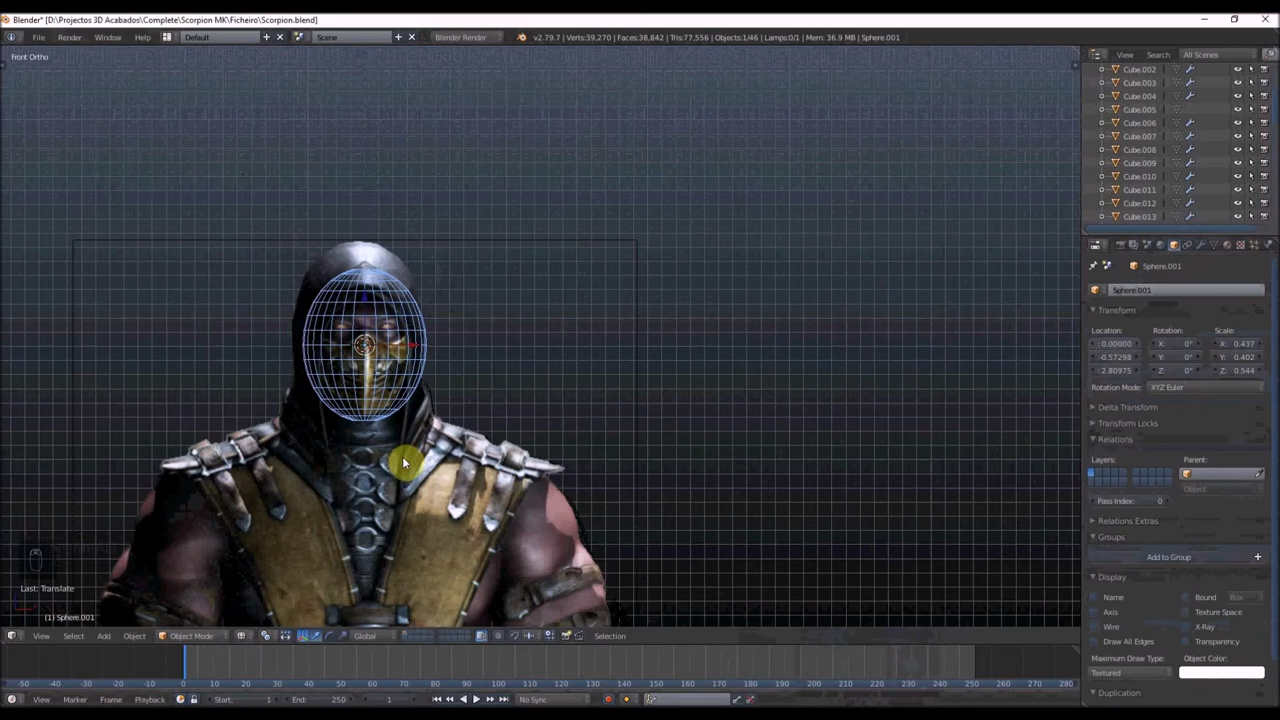 Blender* [D:\Projectos 3D Acabados\Complete\Scorpion MK\Ficheiro\Scorpion.blend]
File Render Window Help Default Scene Blender Render v2.79.7 | Verts:39,270 | Faces:38,842 | Tris:77,556 | Objects:1/46 | Lamps:0/1 | Mem: 36.9 MB | Sphere.001
Front Ortho
View Search All Scenes
Cube.002
Cube.003
Cube.004
Cube.005
Cube.006
Cube.007
Cube.008
Cube.009
Cube.010
Cube.011
Cube.012
Cube.013
Sphere.001
Sphere.001
Transform
Location: Rotation: Scale:
0.00000 X: 0° X: 0.437
-0.57298 Y: 0° Y: 0.402
2.80975 Z: 0° Z: 0.544
Rotation Mode: XYZ Euler
Delta Transform
Transform Locks
Relations
Layers: Parent:
Object
Pass Index: 0
Relations Extras
Groups
Add to Group
Display
Name Bound Box
Axis Texture Space
Wire X-Ray
Draw All Edges Transparency
Maximum Draw Type: Object Color:
Textured
Duplication
Last: Translate
(1) Sphere.001
View Select Add Object Object Mode Global Selection
-50 -40 -30 -20 -10 0 10 20 30 40 50 60 70 80 90 100 110 120 130 140 150 160 170 180 190 200 210 220 230 240 250 260 270 280
View Marker Frame Playback Start: 1 End: 250 1 No Sync